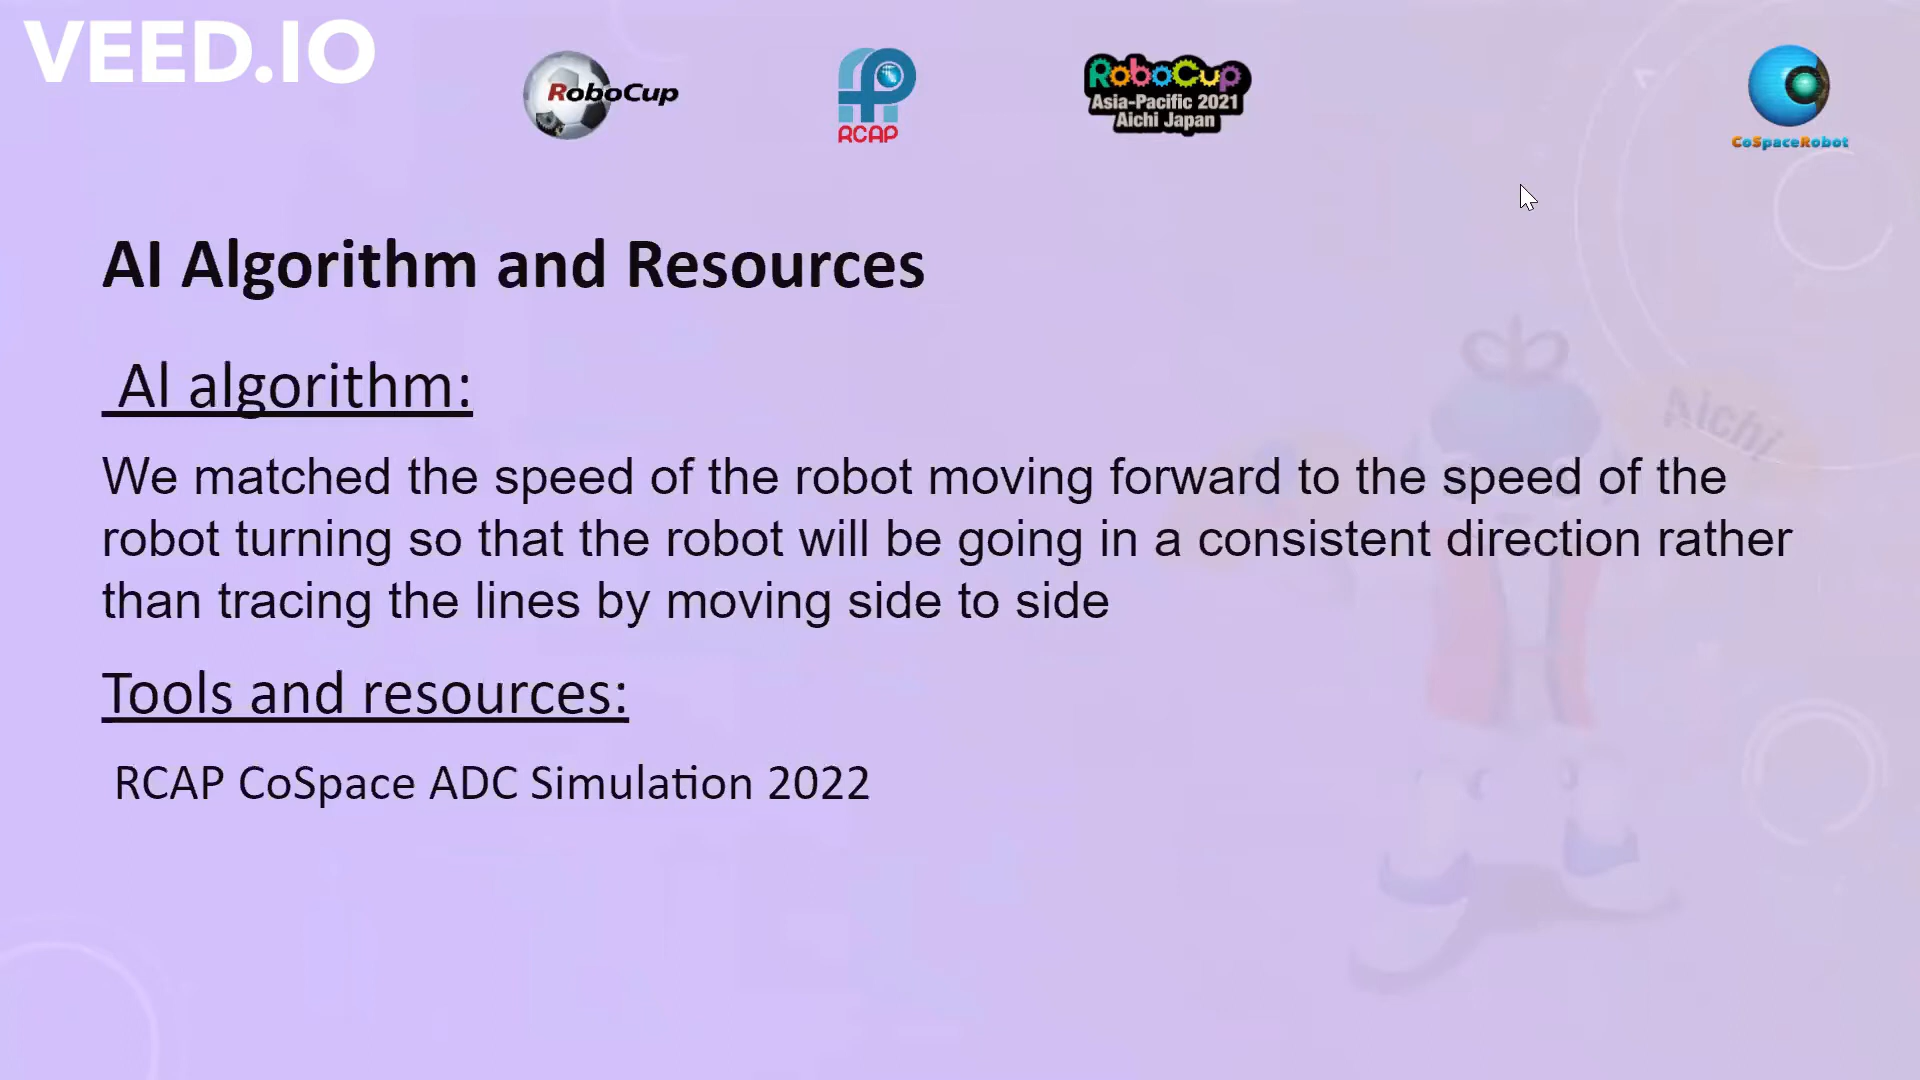 VEED.IO
RoboCup
RCAP
RoboCup
Asia-Pacific 2021
Aichi Japan
CoSpaceRobot
AI Algorithm and Resources
Aichi
AI algorithm:
We matched the speed of the robot moving forward to the speed of the
robot turning so that the robot will be going in a consistent direction rather
than tracing the lines by moving side to side
Tools and resources:
RCAP CoSpace ADC Simulation 2022